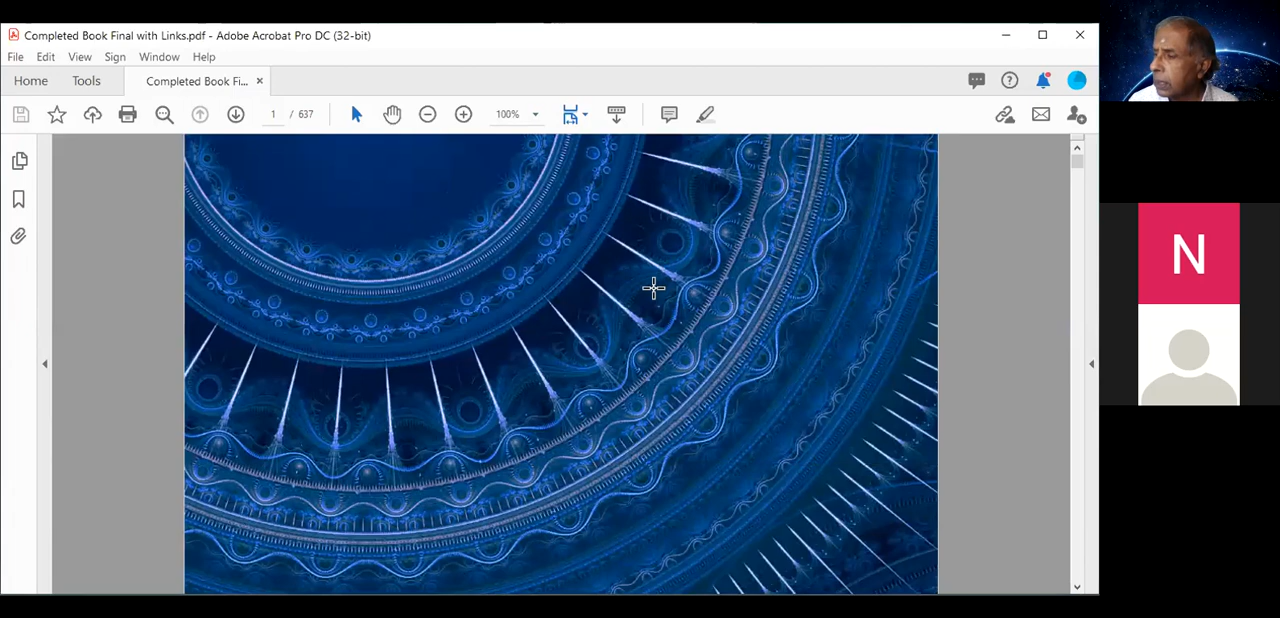 Completed Book Final with Links.pdf - Adobe Acrobat Pro DC (32-bit)
File Edit View Sign Window Help
Home Tools Completed Book Fi... ×
1 / 637 100%
N